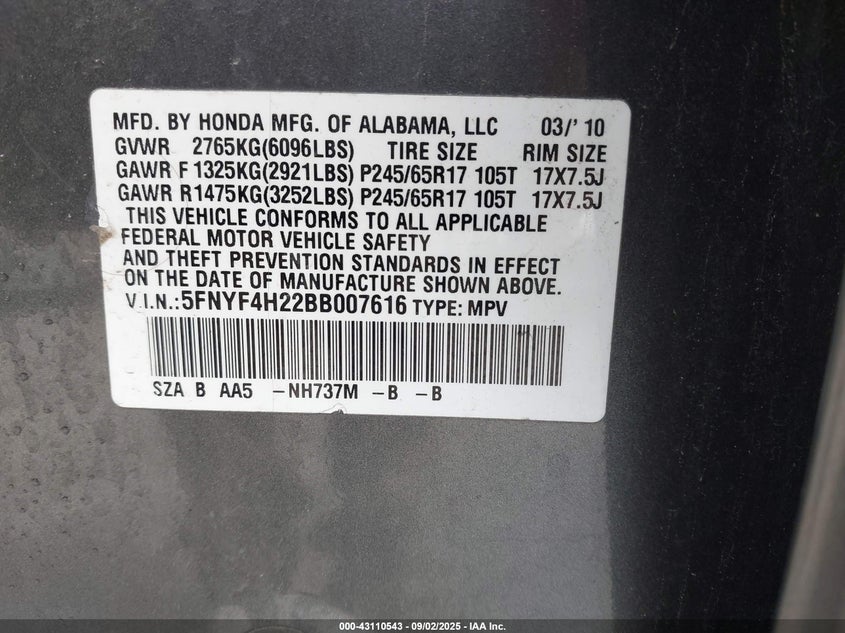 MFD. BY HONDA MFG. OF ALABAMA, LLC 03/' 10
GVWR 2765KG(6096LBS) TIRE SIZE RIM SIZE
GAWR F 1325KG(2921LBS) P245/65R17 105T 17X7.5J
GAWR R1475KG(3252LBS) P245/65R17 105T 17X7.5J
THIS VEHICLE CONFORMS TO ALL APPLICABLE
FEDERAL MOTOR VEHICLE SAFETY
AND THEFT PREVENTION STANDARDS IN EFFECT
ON THE DATE OF MANUFACTURE SHOWN ABOVE.
V.I.N.:5FNYF4H22BB007616 TYPE: MPV
SZA B AA5 -NH737M -B -B
000-43110543 - 09/02/2025 - IAA Inc.